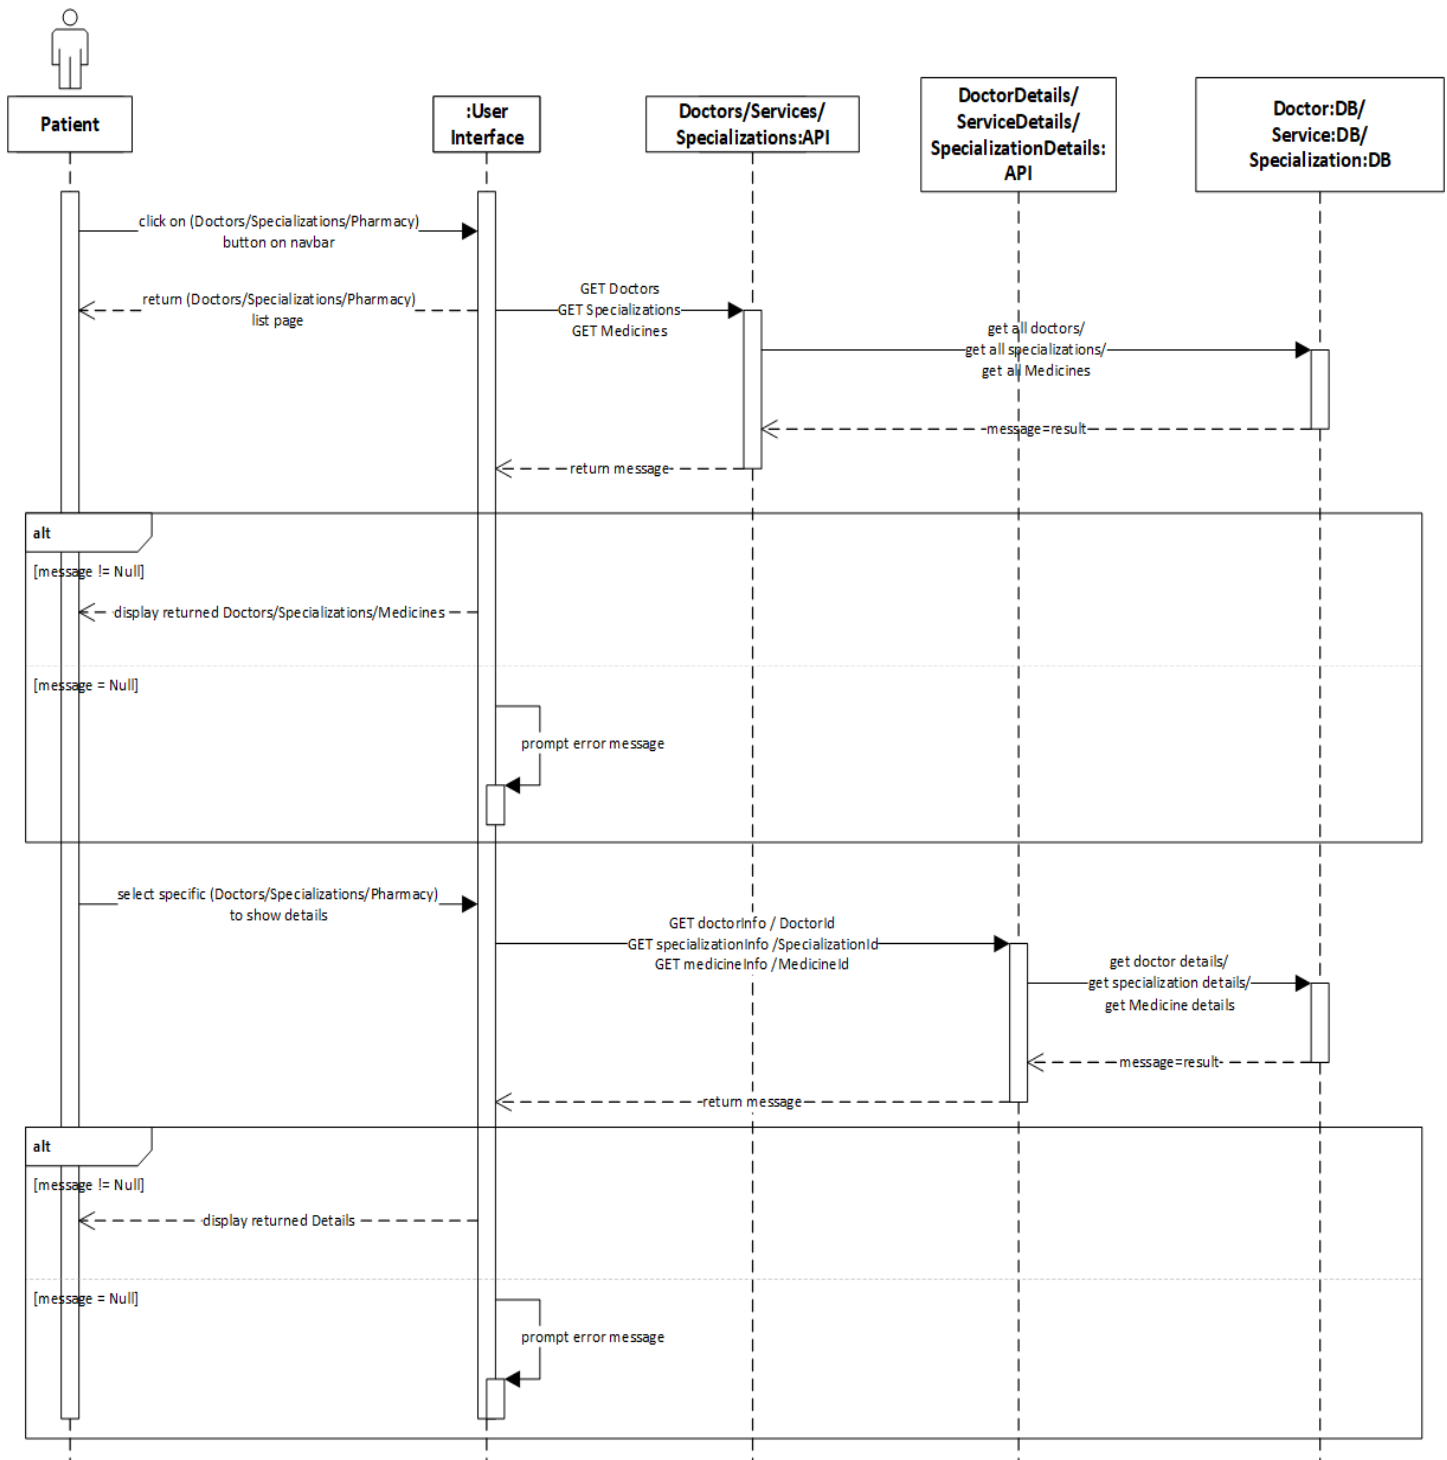 Patient
:User
Interface
Doctors/Services/
Specializations:API
DoctorDetails/
ServiceDetails/
SpecializationDetails:
API
Doctor:DB/
Service:DB/
Specialization:DB
click on (Doctors/Specializations/Pharmacy)
button on navbar
return (Doctors/Specializations/Pharmacy)
list page
GET Doctors
GET Specializations
GET Medicines
get all doctors/
get all specializations/
get all Medicines
message=result
return message
alt
[message != Null]
display returned Doctors/Specializations/Medicines
[message = Null]
prompt error message
select specific (Doctors/Specializations/Pharmacy)
to show details
GET doctorInfo / DoctorId
GET specializationInfo /SpecializationId
GET medicineInfo /MedicineId
get doctor details/
get specialization details/
get Medicine details
message=result
return message
alt
[message != Null]
display returned Details
[message = Null]
prompt error message